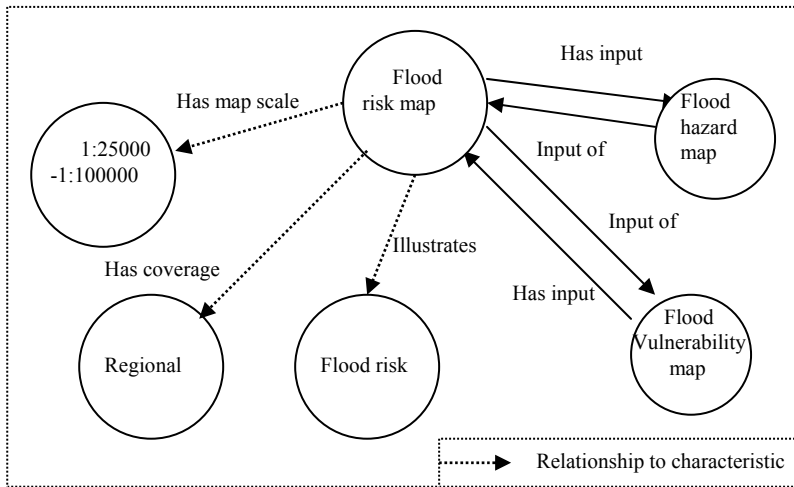 Flood
risk map
Has input
Has map scale
Flood
hazard
map
1:25000
-1:100000
Input of
Input of
Illustrates
Has coverage
Has input
Regional
Flood risk
Flood
Vulnerability
map
Relationship to characteristic